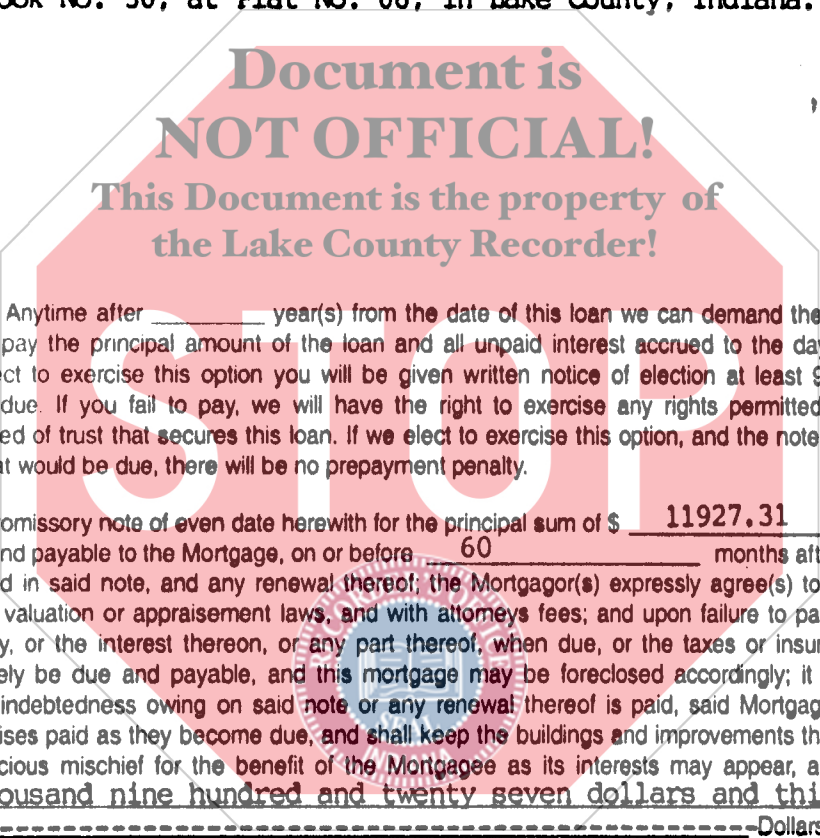 ook No. 50, at Plat No. 08, in Lake County, Indiana.
Document is
NOT OFFICIAL!
This Document is the property of
the Lake County Recorder!
Anytime after ________ year(s) from the date of this loan we can demand the
pay the principal amount of the loan and all unpaid interest accrued to the day
ect to exercise this option you will be given written notice of election at least 9
due. If you fail to pay, we will have the right to exercise any rights permitted
ed of trust that secures this loan. If we elect to exercise this option, and the note
at would be due, there will be no prepayment penalty.
STOP
omissory note of even date herewith for the principal sum of $ 11927.31
nd payable to the Mortgage, on or before 60 months aft
d in said note, and any renewal thereof; the Mortgagor(s) expressly agree(s) to
valuation or appraisement laws, and with attorneys fees; and upon failure to pa
y, or the interest thereon, or any part thereof, when due, or the taxes or insur
ely be due and payable, and this mortgage may be foreclosed accordingly; it
indebtedness owing on said note or any renewal thereof is paid, said Mortgag
ises paid as they become due, and shall keep the buildings and improvements th
cious mischief for the benefit of the Mortgagee as its interests may appear, a
SEAL
INDIANA
ousand nine hundred and twenty seven dollars and thi
Dollars